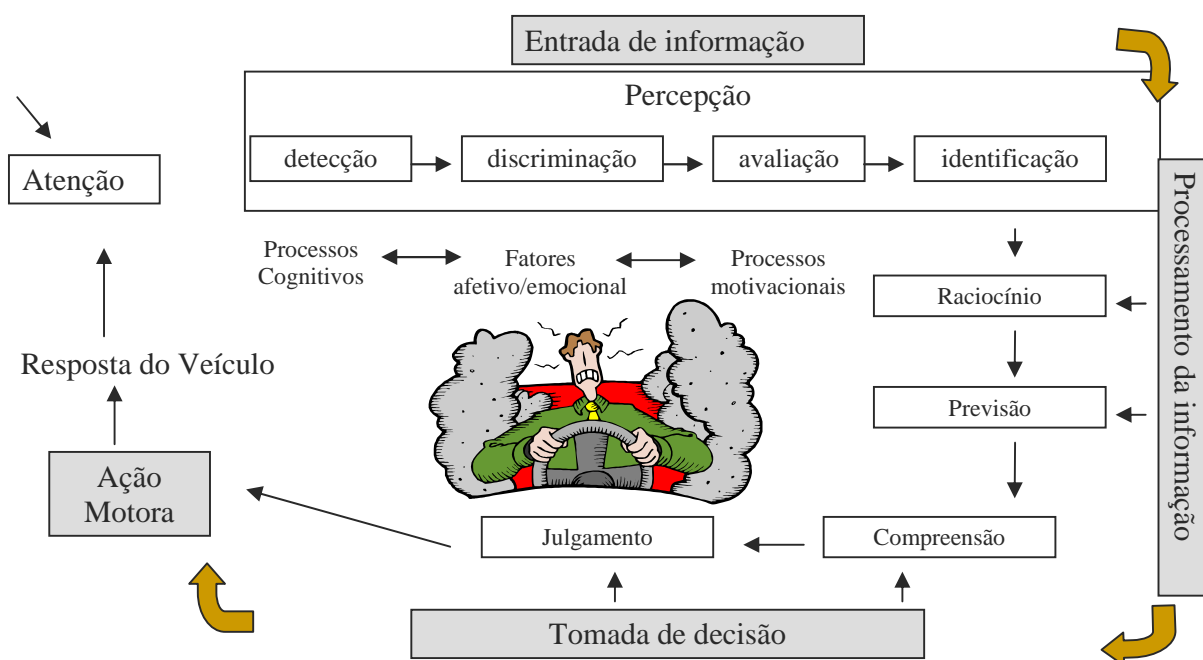 Entrada de informação
Percepção
detecção
discriminação
avaliação
identificação
Atenção
Processamento da informação
Processos
Cognitivos
Fatores
afetivo/emocional
Processos
motivacionais
Raciocínio
Resposta do Veículo
Previsão
Ação
Motora
Julgamento
Compreensão
Tomada de decisão